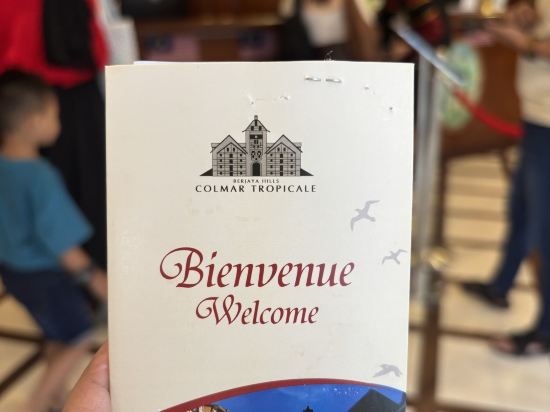 BERJAYA HILLS
COLMAR TROPICALE
Bienvenue
Welcome